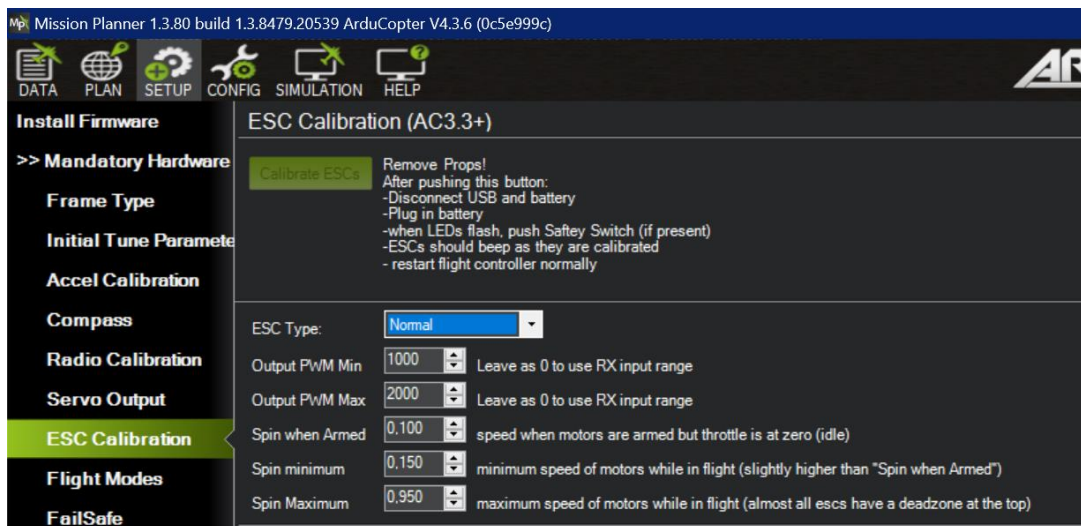 Mission Planner 1.3.80 build 1.3.8479.20539 ArduCopter V4.3.6 (0c5e999c)
DATA PLAN SETUP CONFIG SIMULATION HELP
Install Firmware
>> Mandatory Hardware
Frame Type
Initial Tune Paramete
Accel Calibration
Compass
Radio Calibration
Servo Output
ESC Calibration
Flight Modes
FailSafe
ESC Calibration (AC3.3+)
Calibrate ESCs
Remove Props!
After pushing this button:
-Disconnect USB and battery
-Plug in battery
-when LEDs flash, push Saftey Switch (if present)
-ESCs should beep as they are calibrated
- restart flight controller normally
ESC Type: Normal
Output PWM Min 1000 Leave as 0 to use RX input range
Output PWM Max 2000 Leave as 0 to use RX input range
Spin when Armed 0,100 speed when motors are armed but throttle is at zero (idle)
Spin minimum 0,150 minimum speed of motors while in flight (slightly higher than "Spin when Armed")
Spin Maximum 0,950 maximum speed of motors while in flight (almost all escs have a deadzone at the top)